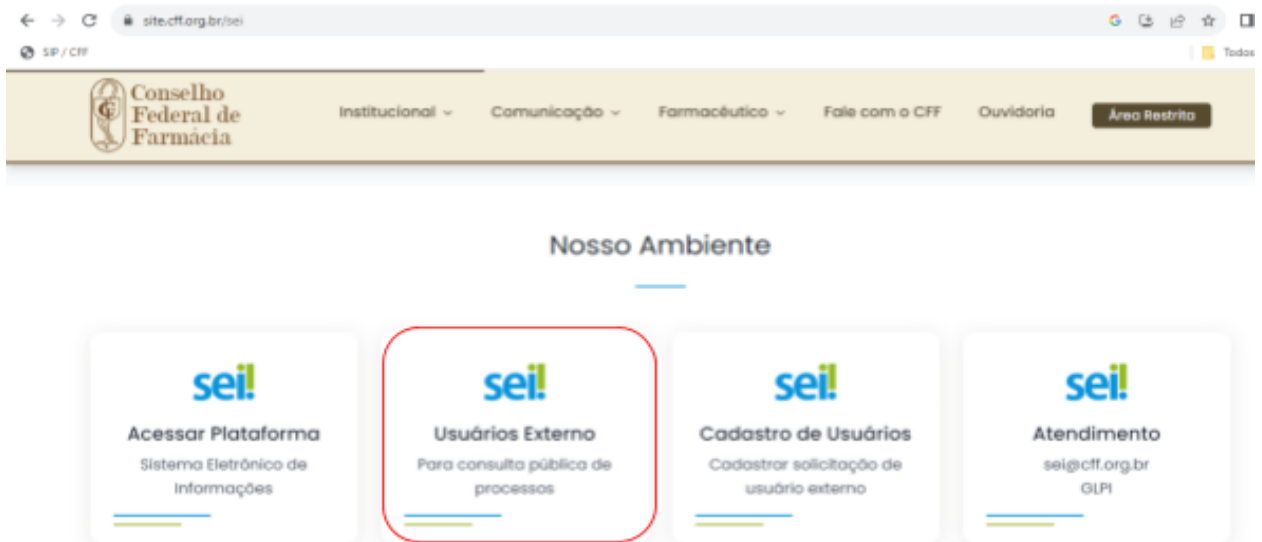 site.cff.org.br/sei
SIP / CFF
Todos
Conselho
Federal de
Farmácia
Institucional
Comunicação
Farmacêutico
Fale com o CFF
Ouvidoria
Área Restrita
Nosso Ambiente
sei!
Acessar Plataforma
Sistema Eletrônico de
Informações
sei!
Usuários Externo
Para consulta pública de
processos
sei!
Cadastro de Usuários
Cadastrar solicitação de
usuário externo
sei!
Atendimento
sei@cff.org.br
GLPI